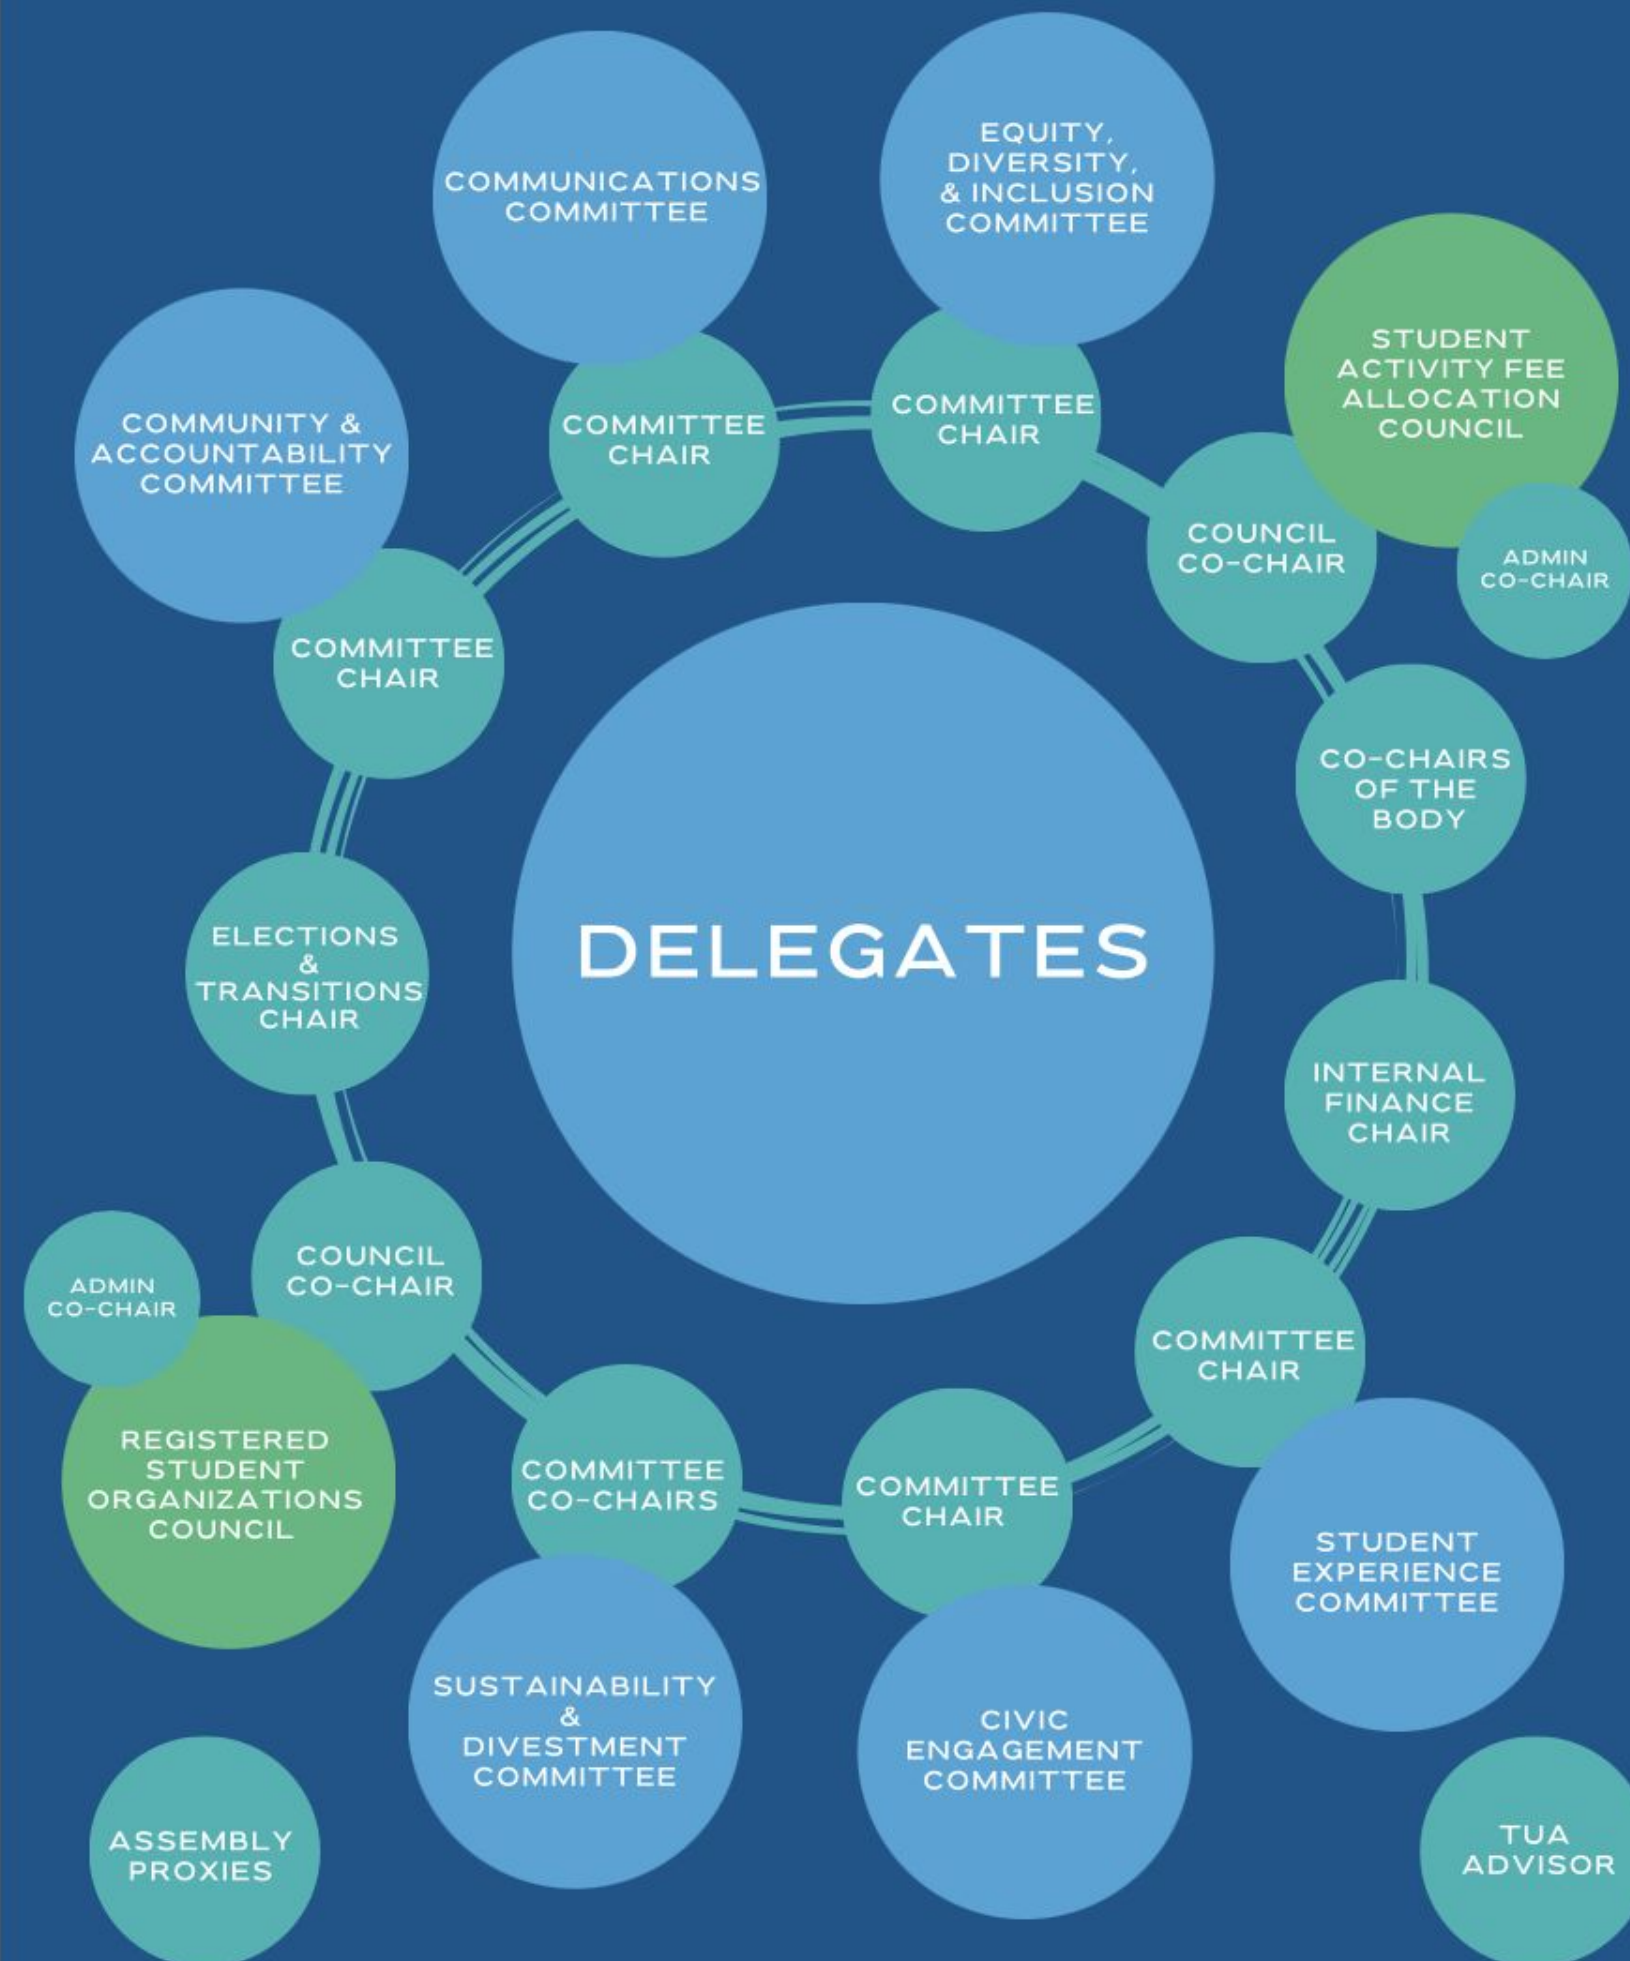 COMMUNICATIONS
COMMITTEE
EQUITY,
DIVERSITY,
& INCLUSION
COMMITTEE
STUDENT
ACTIVITY FEE
ALLOCATION
COUNCIL
COMMUNITY &
ACCOUNTABILITY
COMMITTEE
COMMITTEE
CHAIR
COMMITTEE
CHAIR
COUNCIL
CO-CHAIR
ADMIN
CO-CHAIR
COMMITTEE
CHAIR
CO-CHAIRS
OF THE
BODY
DELEGATES
ELECTIONS
&
TRANSITIONS
CHAIR
INTERNAL
FINANCE
CHAIR
ADMIN
CO-CHAIR
COUNCIL
CO-CHAIR
COMMITTEE
CHAIR
REGISTERED
STUDENT
ORGANIZATIONS
COUNCIL
COMMITTEE
CO-CHAIRS
COMMITTEE
CHAIR
STUDENT
EXPERIENCE
COMMITTEE
SUSTAINABILITY
&
DIVESTMENT
COMMITTEE
CIVIC
ENGAGEMENT
COMMITTEE
ASSEMBLY
PROXIES
TUA
ADVISOR